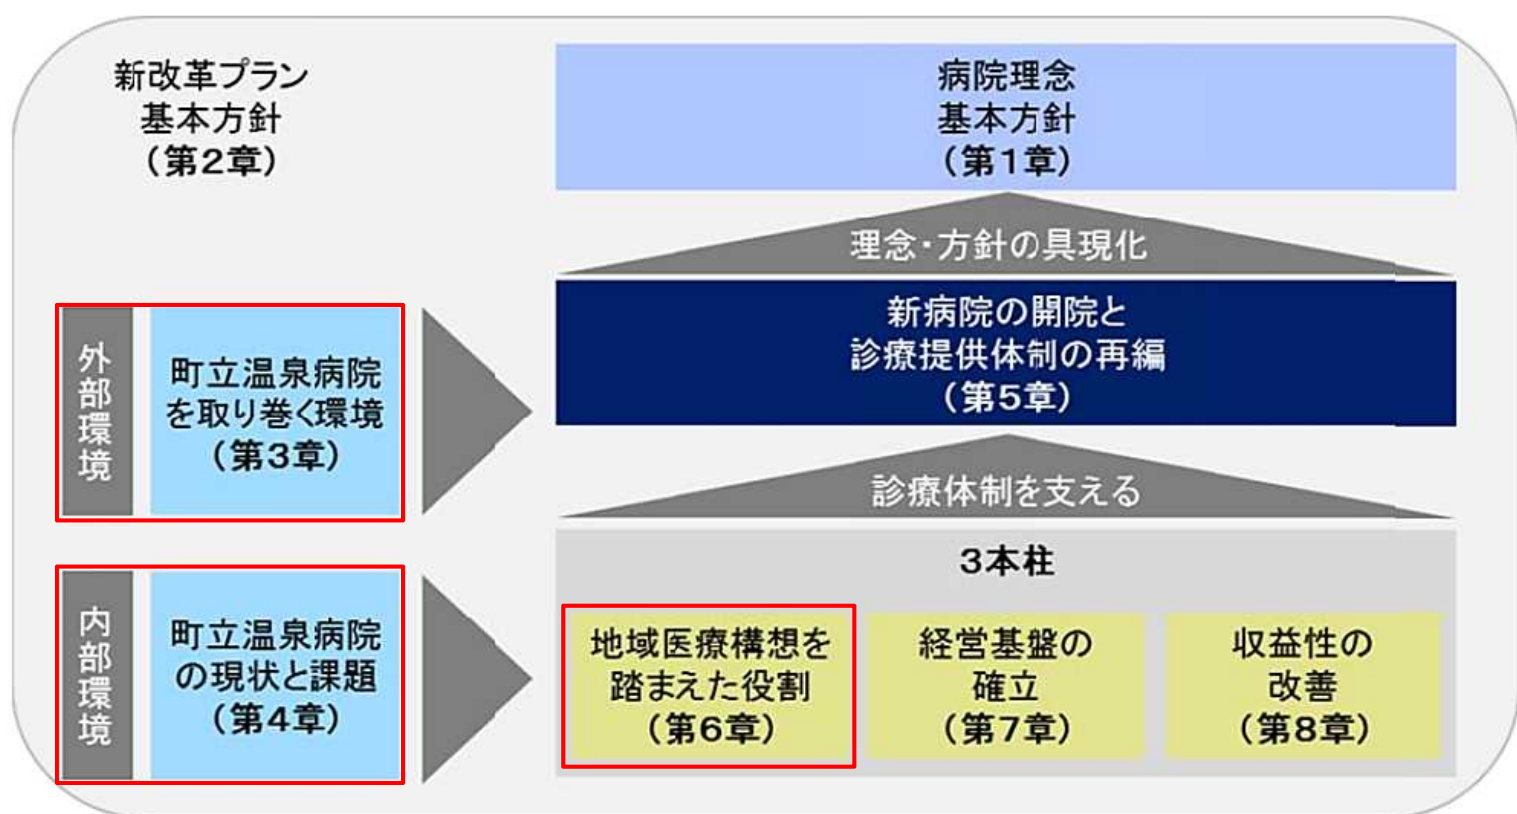 新改革プラン
基本方針
(第2章)
病院理念
基本方針
(第1章)
理念・方針の具現化
外部環境
町立温泉病院
を取り巻く環境
(第3章)
新病院の開院と
診療提供体制の再編
(第5章)
診療体制を支える
内部環境
町立温泉病院
の現状と課題
(第4章)
3本柱
地域医療構想を
踏まえた役割
(第6章)
経営基盤の
確立
(第7章)
収益性の
改善
(第8章)